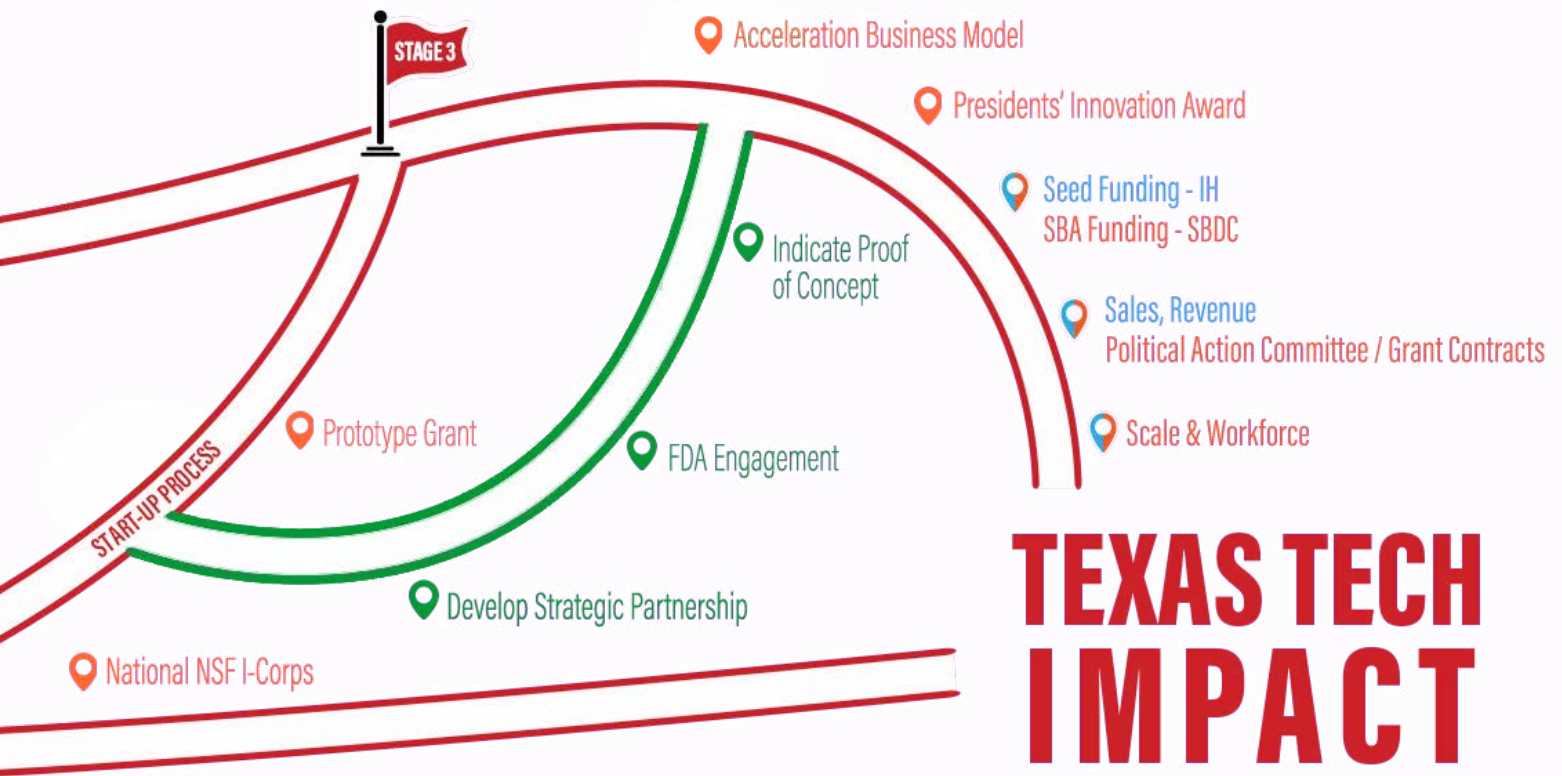 STAGE 3
Acceleration Business Model
Presidents' Innovation Award
Seed Funding - IH
SBA Funding - SBDC
Indicate Proof
of Concept
Sales, Revenue
Political Action Committee / Grant Contracts
Prototype Grant
Scale & Workforce
FDA Engagement
START-UP PROCESS
Develop Strategic Partnership
National NSF I-Corps
TEXAS TECH
IMPACT